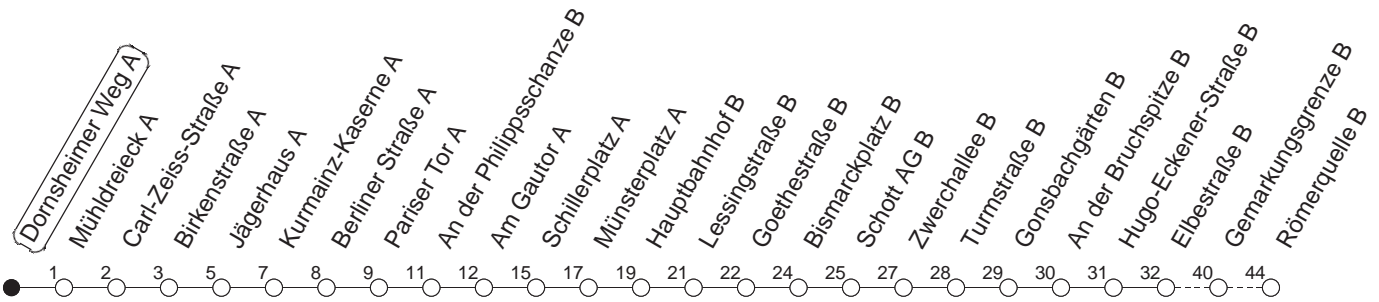 Dornsheimer Weg A
Mühldreieck A
Carl-Zeiss-Straße A
Birkenstraße A
Jägerhaus A
Kurmainz-Kaserne A
Berliner Straße A
Pariser Tor A
An der Philippsschanze B
Am Gautor A
Schillerplatz A
Münsterplatz A
Hauptbahnhof B
Lessingstraße B
Goethestraße B
Bismarckplatz B
Schott AG B
Zwerchallee B
Turmstraße B
Gonsbachgärten B
An der Bruchspitze B
Hugo-Eckener-Straße B
Elbestraße B
Gemarkungsgrenze B
Römerquelle B
1 2 3 5 7 8 9 11 12 15 17 19 21 22 24 25 27 28 29 30 31 32 40 44